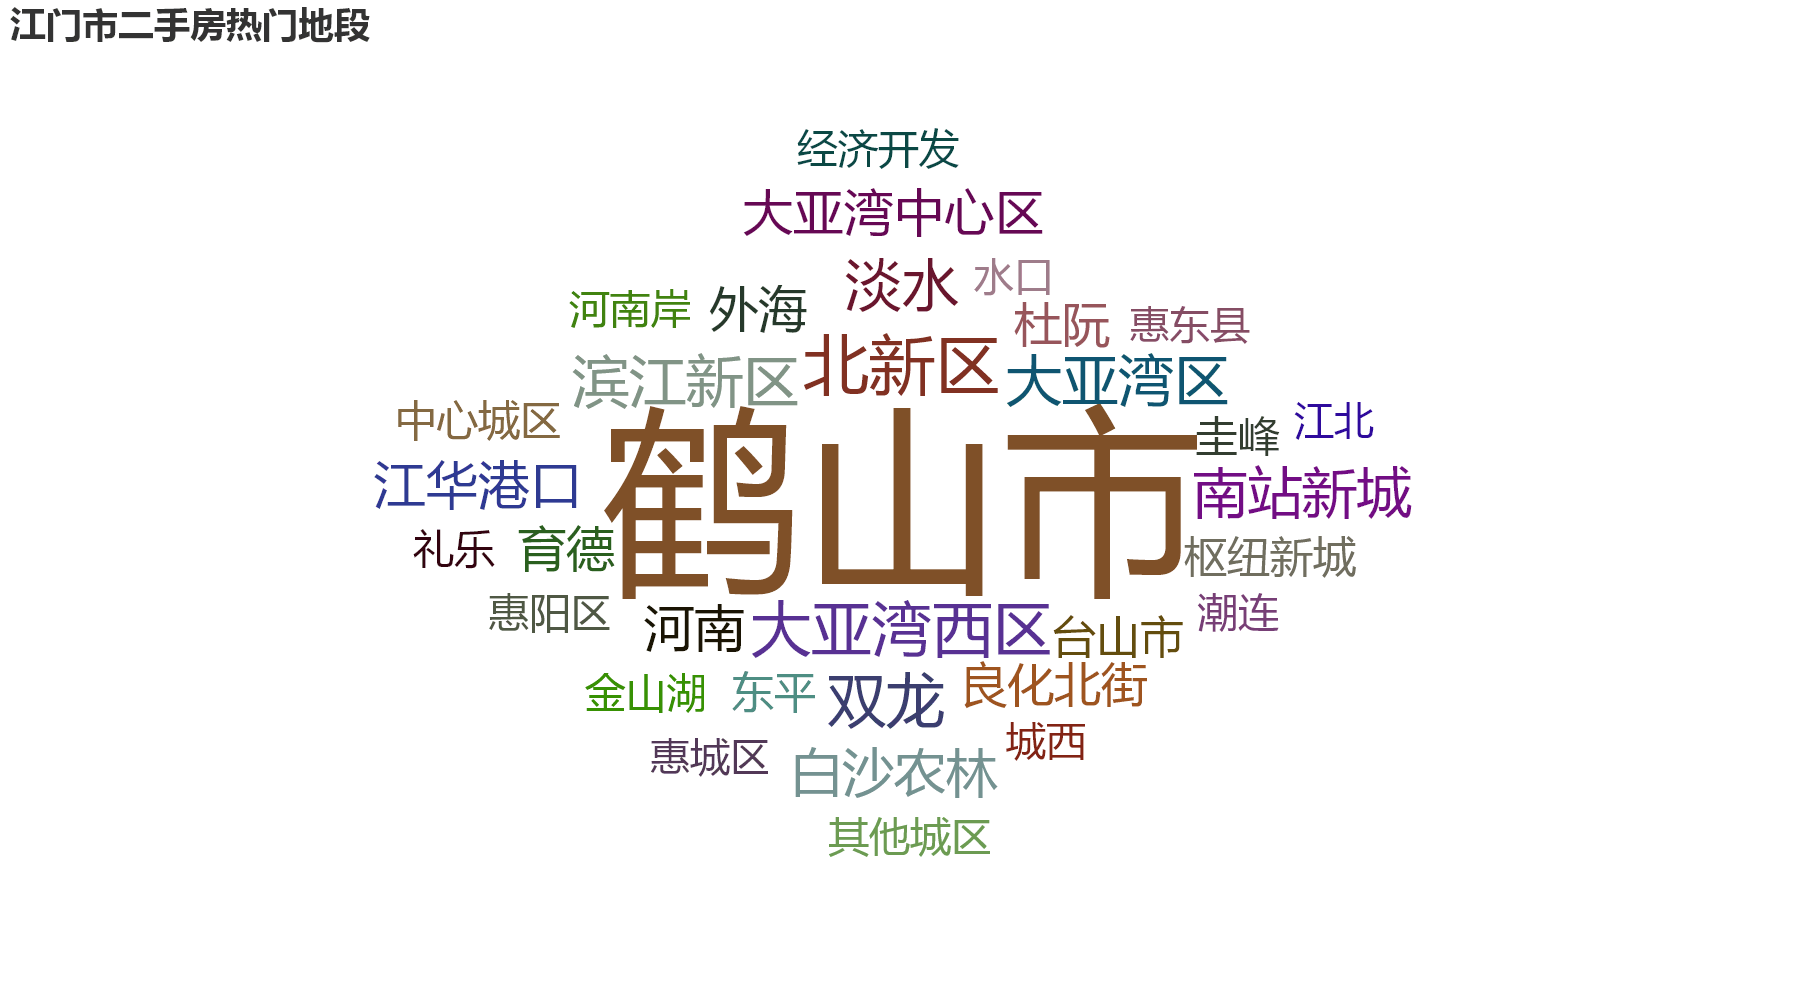 江门市二手房热门地段
经济开发
大亚湾中心区
淡水
水口
河南岸
外海
杜阮
惠东县
滨江新区
北新区
大亚湾区
中心城区
鹤山市
圭峰
江北
江华港口
南站新城
礼乐
育德
枢纽新城
惠阳区
河南
大亚湾西区
台山市
潮连
金山湖
东平
双龙
良化北街
惠城区
白沙农林
城西
其他城区